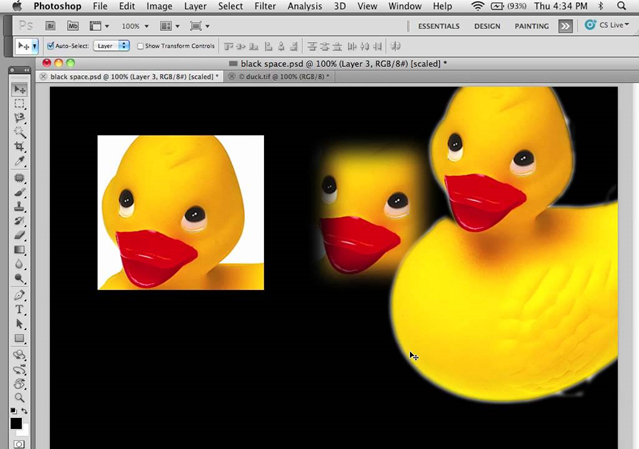 Photoshop File Edit Image Layer Select Filter Analysis 3D View Window Help (93%) Thu 4:34 PM
Ps Br Mb 100% ESSENTIALS DESIGN PAINTING >> CS Live
Auto-Select: Layer Show Transform Controls
black space.psd @ 100% (Layer 3, RGB/8#) [scaled] *
black space.psd @ 100% (Layer 3, RGB/8#) [scaled] * © duck.tif @ 100% (RGB/8) *
T